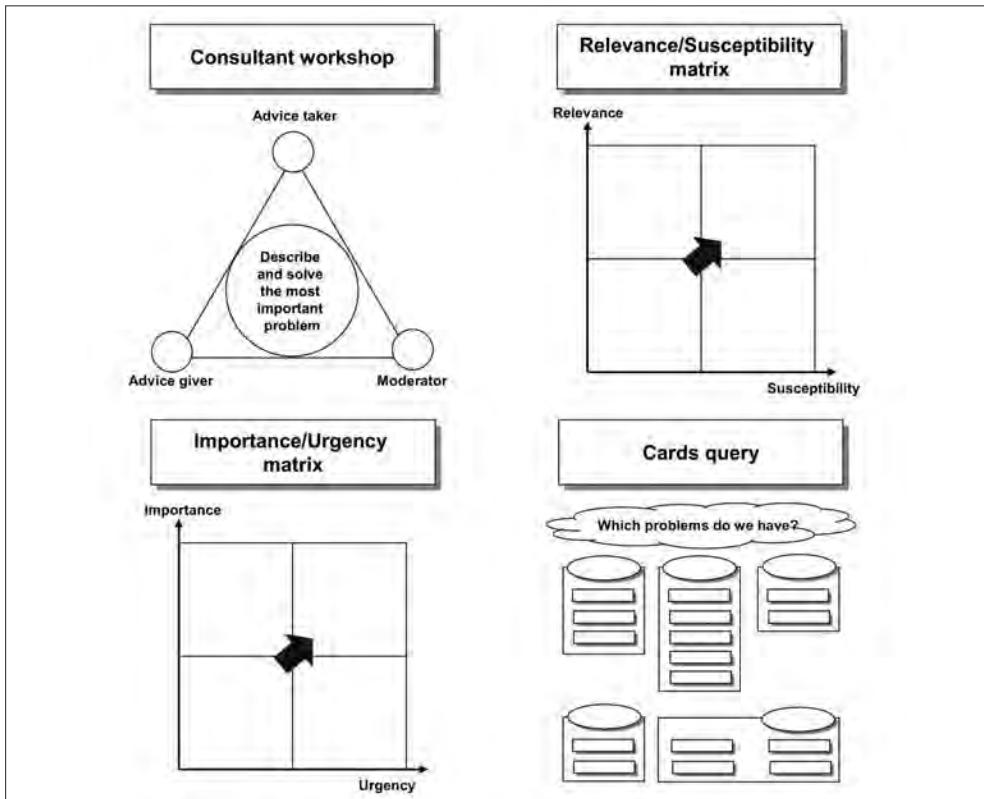 Consultant workshop
Advice taker
Describe
and solve
the most
important
problem
Advice giver
Moderator
Relevance/Susceptibility
matrix
Relevance
Susceptibility
Importance/Urgency
matrix
Importance
Urgency
Cards query
Which problems do we have?